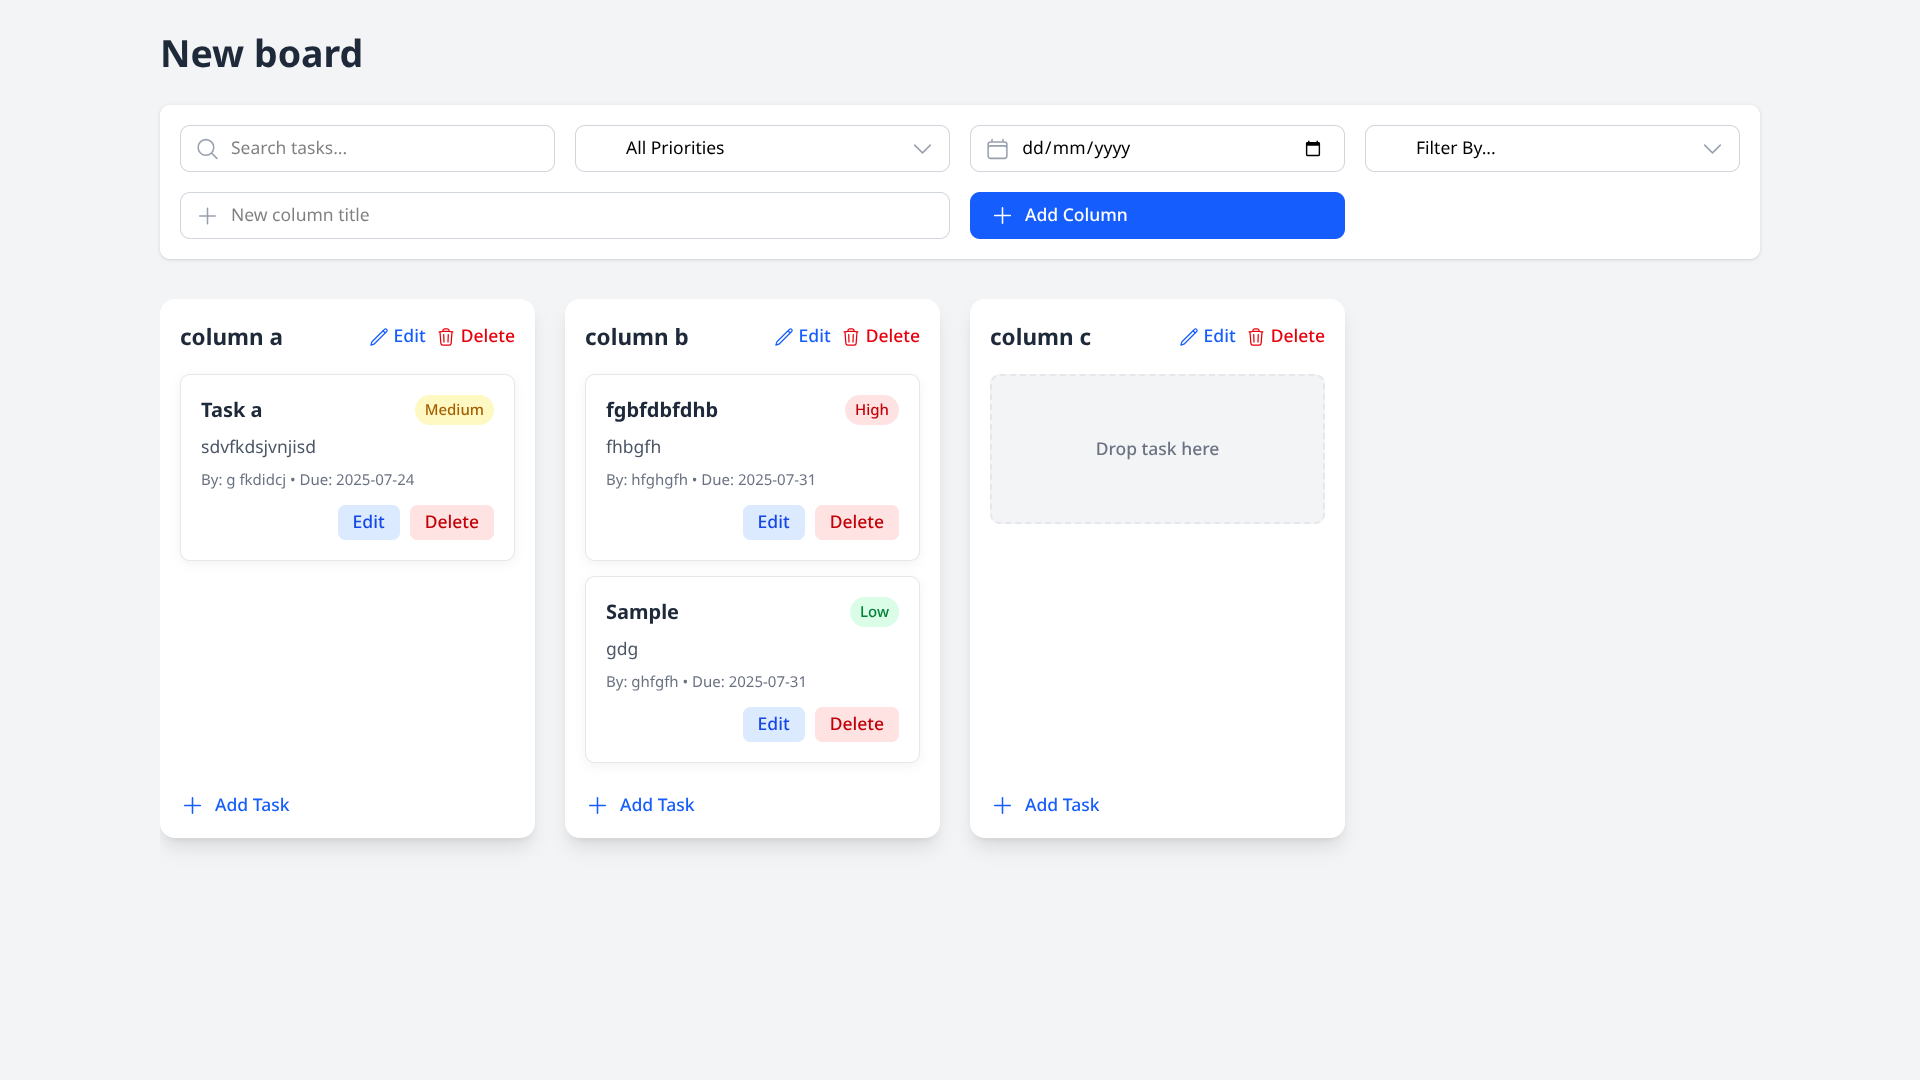 New board
Search tasks...
All Priorities
dd/mm/yyyy
Filter By...
New column title
Add Column
column a
Edit
Delete
Task a
Medium
sdvfkdsjvnjisd
By: g fkdidcj • Due: 2025-07-24
Edit
Delete
Add Task
column b
Edit
Delete
fgbfdbfdhb
High
fhbgfh
By: hfghgfh • Due: 2025-07-31
Edit
Delete
Sample
Low
gdg
By: ghfgfh • Due: 2025-07-31
Edit
Delete
Add Task
column c
Edit
Delete
Drop task here
Add Task